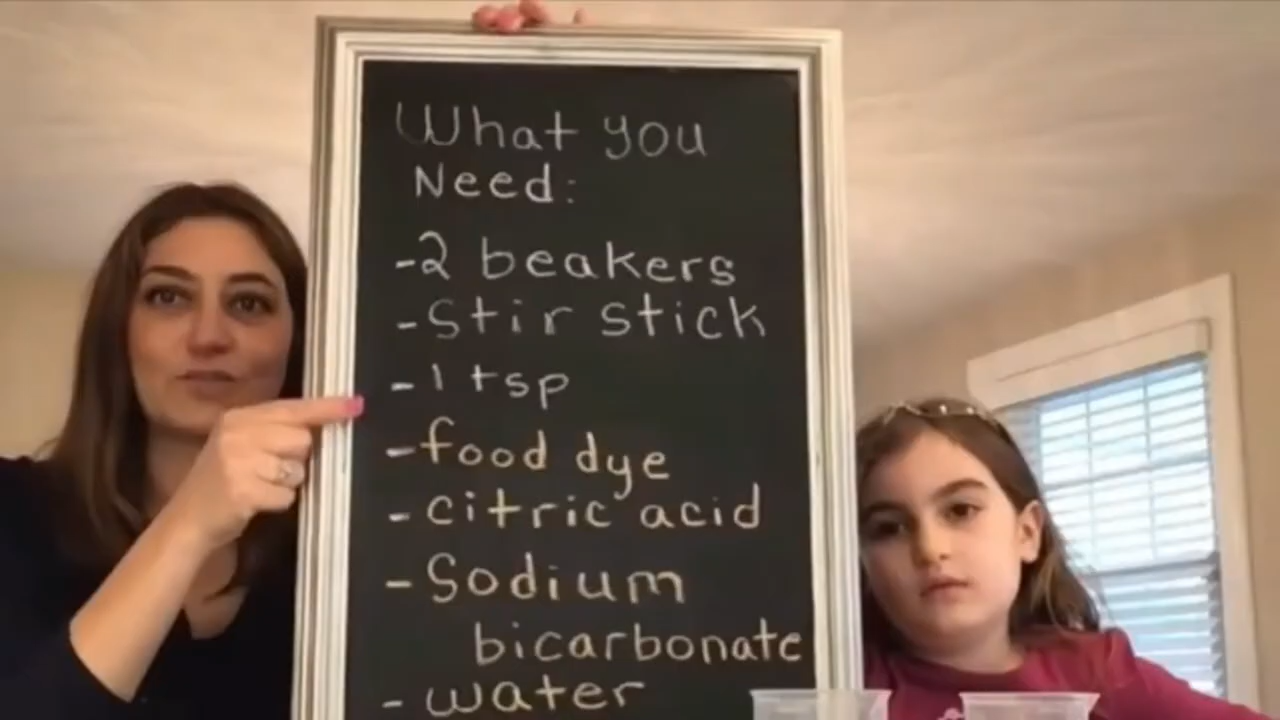 What you
Need:
-2 beakers
-Stir stick
-1 tsp
-food dye
-citric acid
-Sodium
bicarbonate
-water